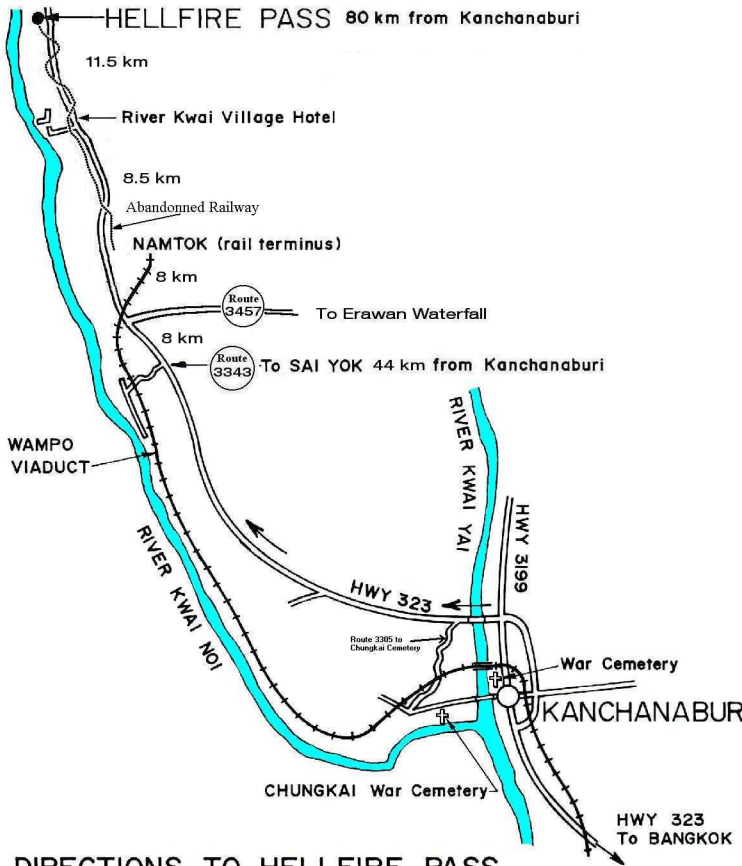 HELLFIRE PASS 80 km from Kanchanaburi
11.5 km
River Kwai Village Hotel
8.5 km
Abandonned Railway
NAMTOK (rail terminus)
8 km
Route
3457
To Erawan Waterfall
8 km
Route
3343
To SAI YOK 44 km from Kanchanaburi
WAMPO
VIADUCT
RIVER KWAI YAI
HWY 3199
RIVER KWAI NOI
HWY 323
Route 3305 to
Chungkai Cemetery
War Cemetery
KANCHANABUR
CHUNGKAI War Cemetery
HWY 323
To BANGKOK
DIRECTIONS TO HELLFIRE PASS